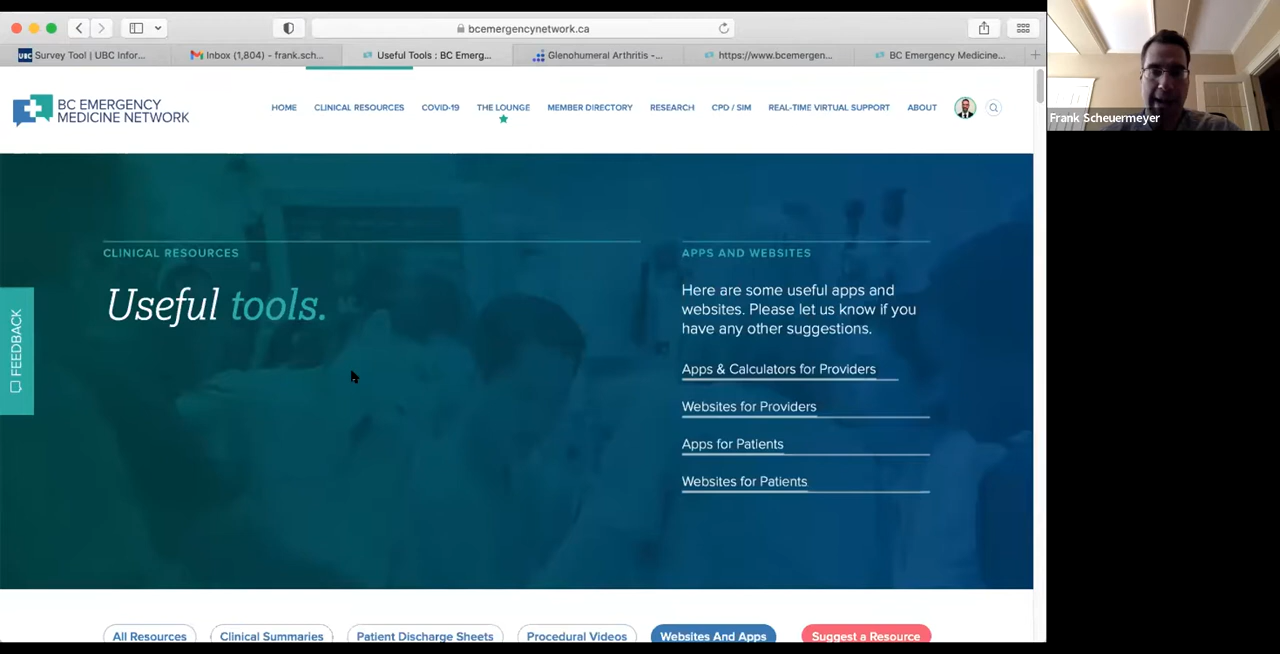 bcemergencynetwork.ca
UBC Survey Tool | UBC Infor...
Inbox (1,804) - frank.sch...
Useful Tools : BC Emerg...
Glenohumeral Arthritis -...
https://www.bcemergen...
BC Emergency Medicine...
BC EMERGENCY
MEDICINE NETWORK
HOME
CLINICAL RESOURCES
COVID-19
THE LOUNGE
MEMBER DIRECTORY
RESEARCH
CPD / SIM
REAL-TIME VIRTUAL SUPPORT
ABOUT
Frank Scheuermeyer
CLINICAL RESOURCES
Useful tools.
APPS AND WEBSITES
Here are some useful apps and
websites. Please let us know if you
have any other suggestions.
Apps & Calculators for Providers
Websites for Providers
Apps for Patients
Websites for Patients
FEEDBACK
All Resources
Clinical Summaries
Patient Discharge Sheets
Procedural Videos
Websites And Apps
Suggest a Resource